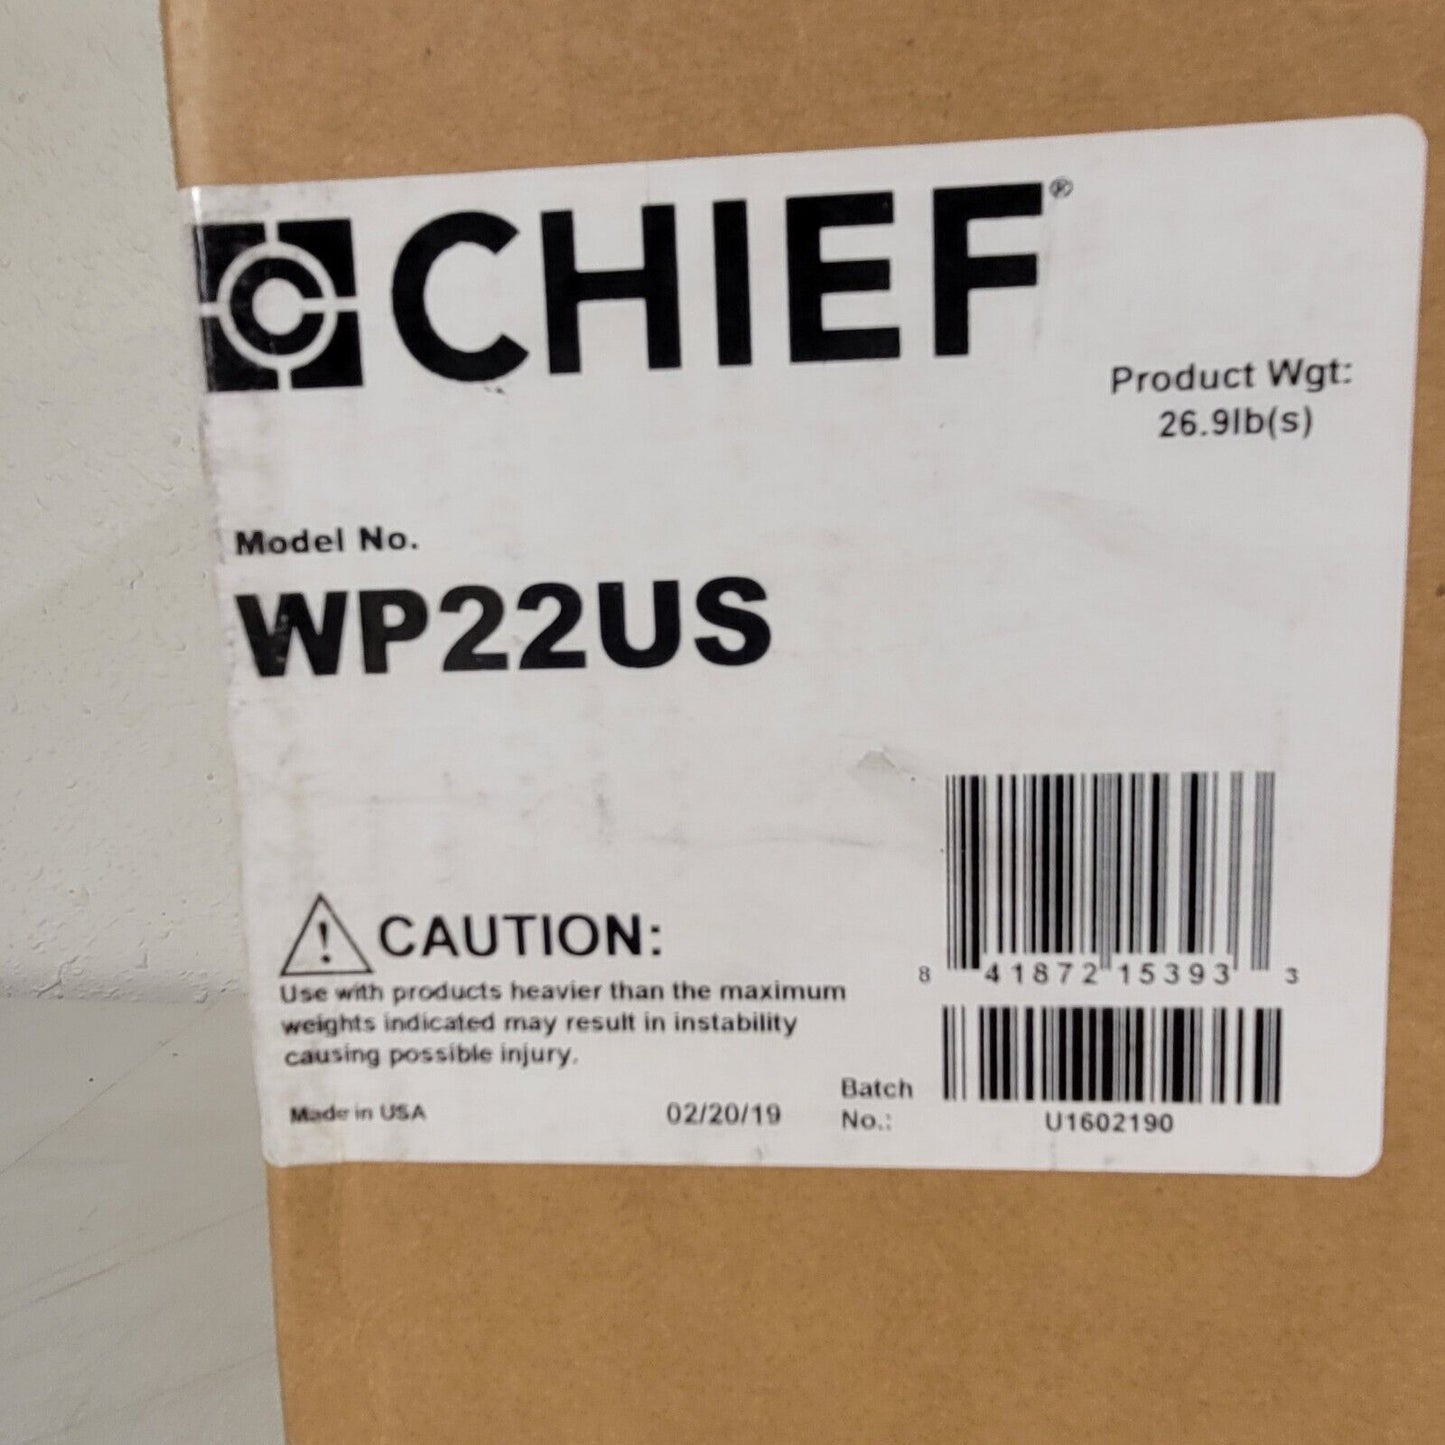 CHIEF®
Product Wgt:
26.9lb(s)
Model No.
WP22US
CAUTION:
Use with products heavier than the maximum
weights indicated may result in instability
causing possible injury.
8 41872 15393 3
Made in USA 02/20/19 Batch
No.: U1602190